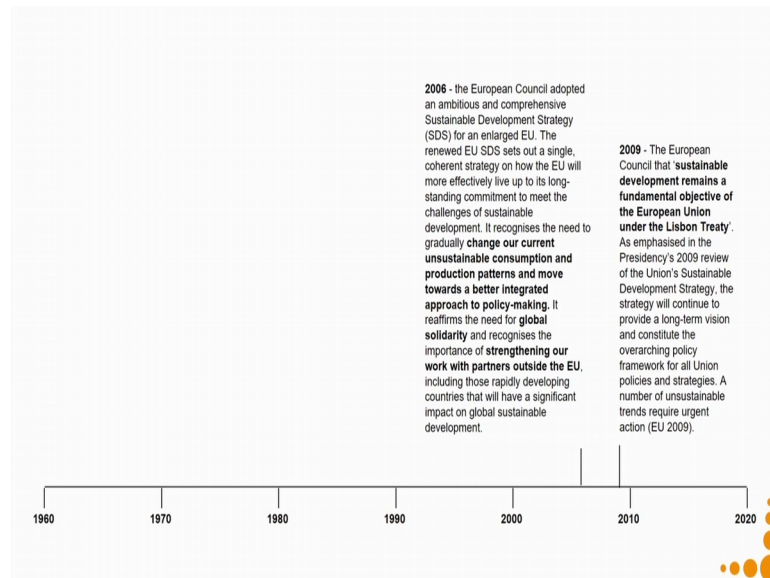 2006 - the European Council adopted
an ambitious and comprehensive
Sustainable Development Strategy
(SDS) for an enlarged EU. The
renewed EU SDS sets out a single,
coherent strategy on how the EU will
more effectively live up to its long-
standing commitment to meet the
challenges of sustainable
development. It recognises the need to
gradually change our current
unsustainable consumption and
production patterns and move
towards a better integrated
approach to policy-making. It
reaffirms the need for global
solidarity and recognises the
importance of strengthening our
work with partners outside the EU,
including those rapidly developing
countries that will have a significant
impact on global sustainable
development.
2009 - The European
Council that 'sustainable
development remains a
fundamental objective of
the European Union
under the Lisbon Treaty'.
As emphasised in the
Presidency's 2009 review
of the Union's Sustainable
Development Strategy, the
strategy will continue to
provide a long-term vision
and constitute the
overarching policy
framework for all Union
policies and strategies. A
number of unsustainable
trends require urgent
action (EU 2009).
1960 1970 1980 1990 2000 2010 2020